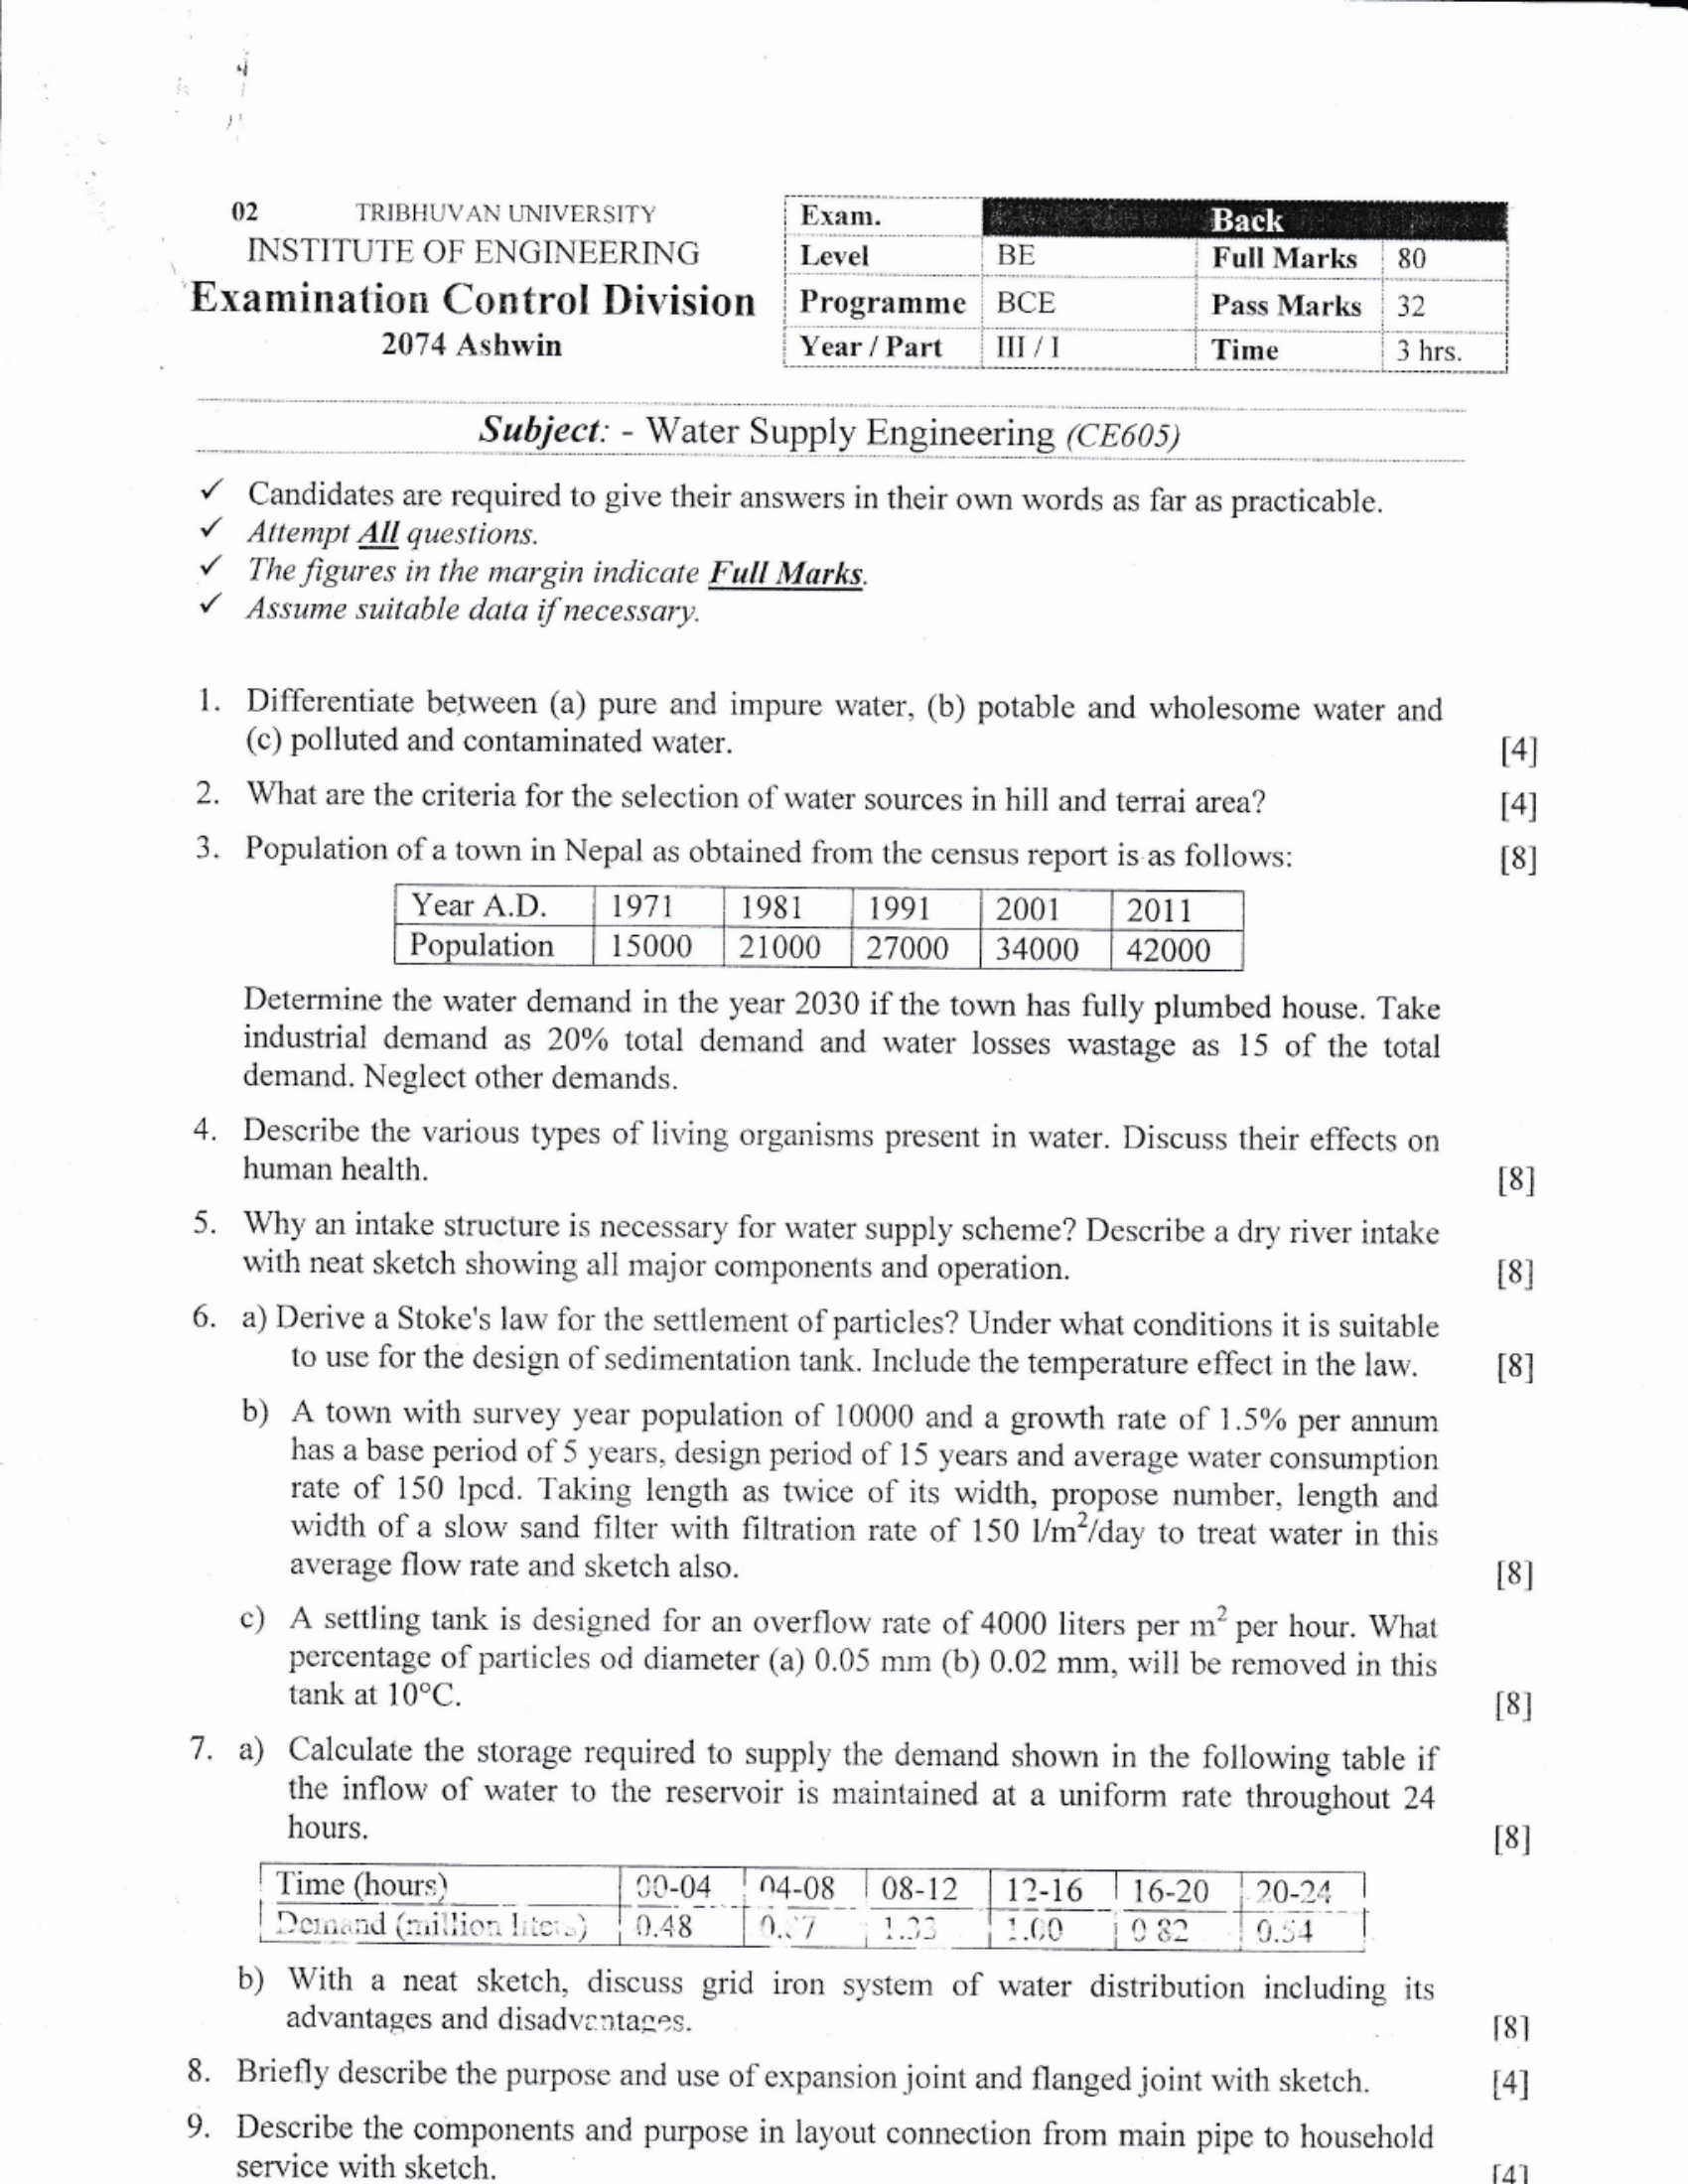 02 TRIBHUVAN UNIVERSITY
INSTITUTE OF ENGINEERING
Examination Control Division
2074 Ashwin
Exam. Back
Level BE Full Marks 80
Programme BCE Pass Marks 32
Year / Part III / I Time 3 hrs.
Subject: - Water Supply Engineering (CE605)
✓ Candidates are required to give their answers in their own words as far as practicable.
✓ Attempt All questions.
✓ The figures in the margin indicate Full Marks.
✓ Assume suitable data if necessary.
1. Differentiate between (a) pure and impure water, (b) potable and wholesome water and
(c) polluted and contaminated water. [4]
2. What are the criteria for the selection of water sources in hill and terrai area? [4]
3. Population of a town in Nepal as obtained from the census report is as follows: [8]
Year A.D. 1971 1981 1991 2001 2011
Population 15000 21000 27000 34000 42000
Determine the water demand in the year 2030 if the town has fully plumbed house. Take
industrial demand as 20% total demand and water losses wastage as 15 of the total
demand. Neglect other demands.
4. Describe the various types of living organisms present in water. Discuss their effects on
human health. [8]
5. Why an intake structure is necessary for water supply scheme? Describe a dry river intake
with neat sketch showing all major components and operation. [8]
6. a) Derive a Stoke's law for the settlement of particles? Under what conditions it is suitable
to use for the design of sedimentation tank. Include the temperature effect in the law. [8]
b) A town with survey year population of 10000 and a growth rate of 1.5% per annum
has a base period of 5 years, design period of 15 years and average water consumption
rate of 150 lpcd. Taking length as twice of its width, propose number, length and
width of a slow sand filter with filtration rate of 150 l/m²/day to treat water in this
average flow rate and sketch also. [8]
c) A settling tank is designed for an overflow rate of 4000 liters per m² per hour. What
percentage of particles od diameter (a) 0.05 mm (b) 0.02 mm, will be removed in this
tank at 10°C. [8]
7. a) Calculate the storage required to supply the demand shown in the following table if
the inflow of water to the reservoir is maintained at a uniform rate throughout 24
hours. [8]
Time (hours) 00-04 04-08 08-12 12-16 16-20 20-24
Demand (million liters) 0.48 1.33 1.00 0.82 0.54
b) With a neat sketch, discuss grid iron system of water distribution including its
advantages and disadvantages. [8]
8. Briefly describe the purpose and use of expansion joint and flanged joint with sketch. [4]
9. Describe the components and purpose in layout connection from main pipe to household
service with sketch. [4]